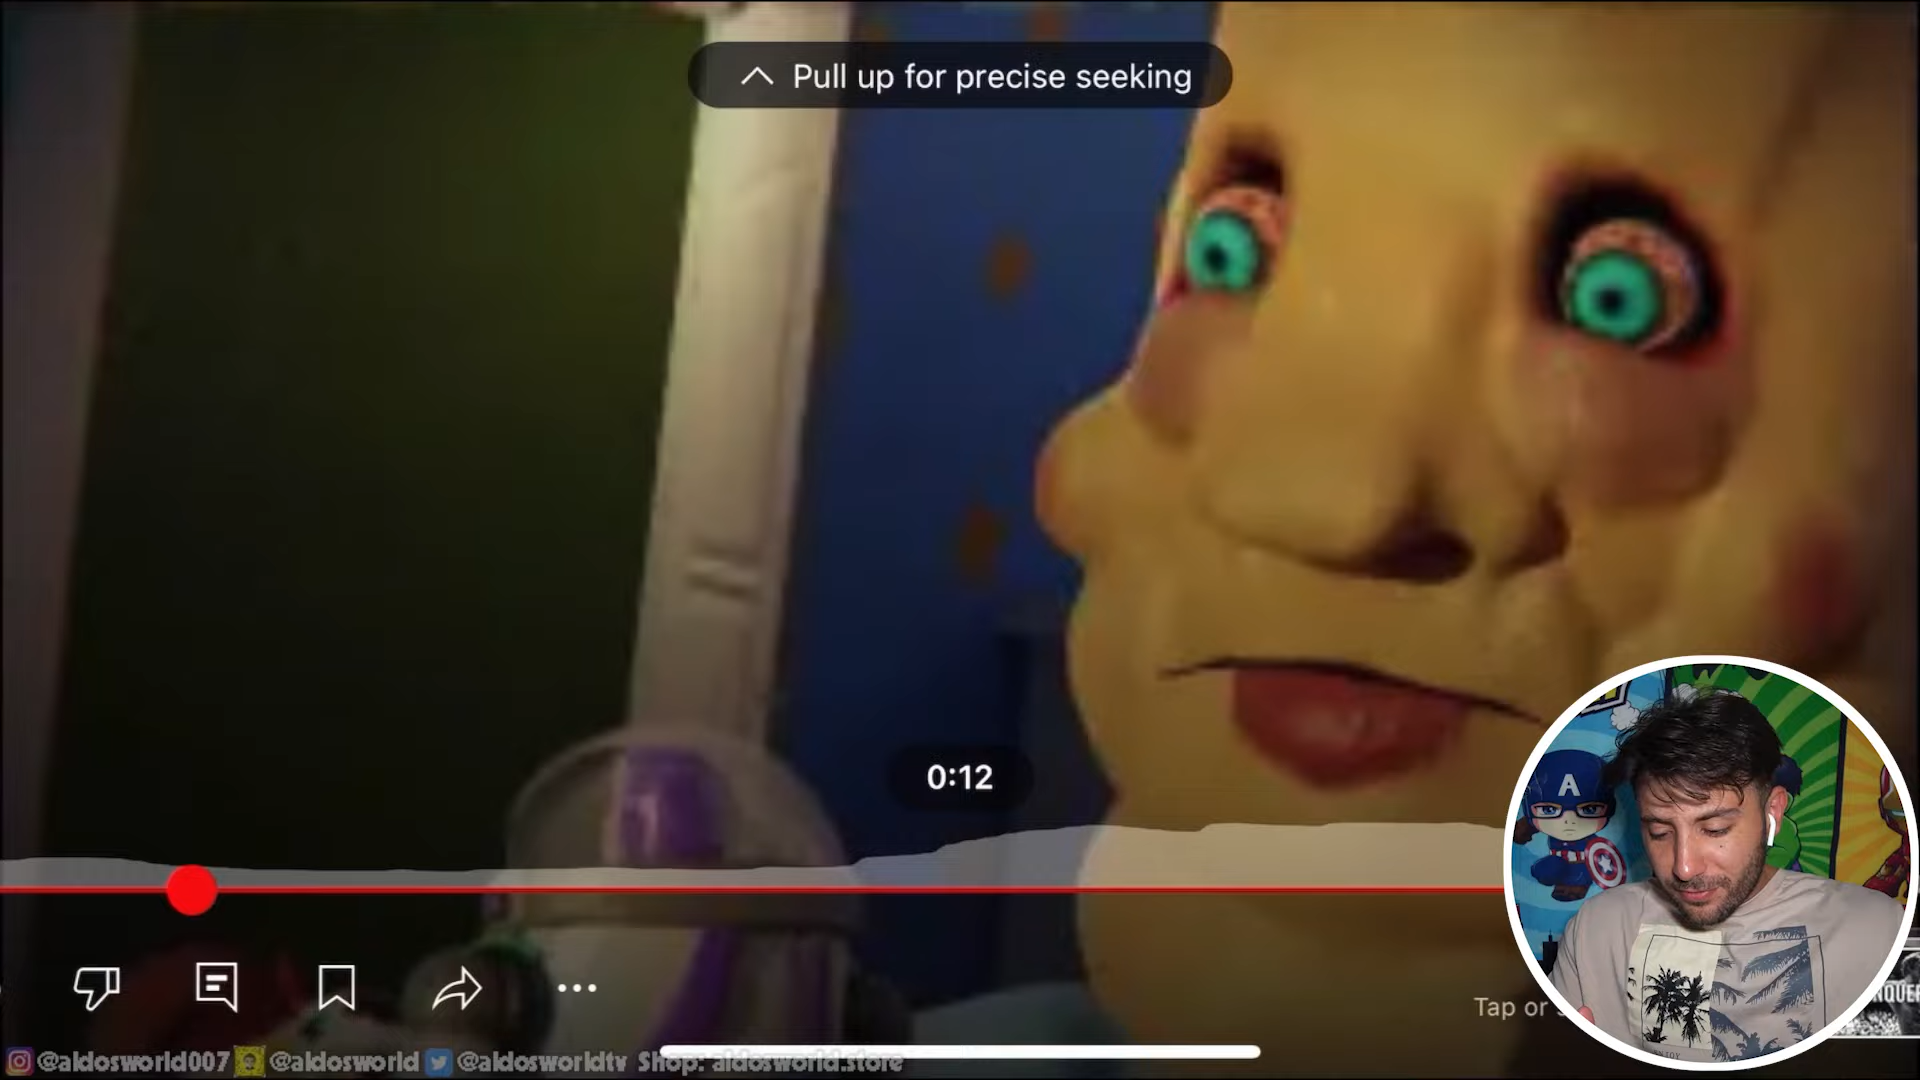 Pull up for precise seeking
0:12
A
Tap or
@aldosworld007 @aldosworld @aldosworldtv Shop: aldosworld.store